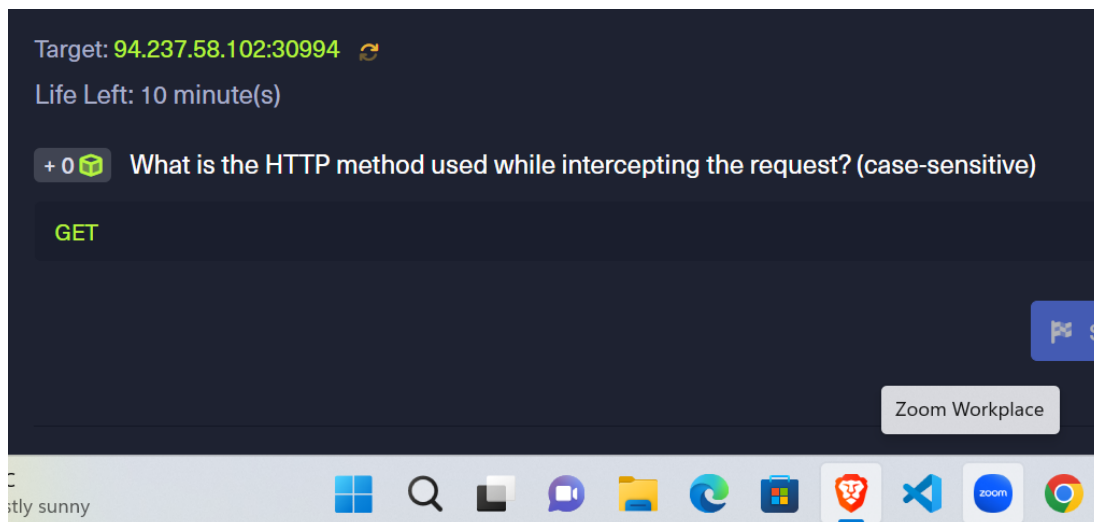 Target: 94.237.58.102:30994
Life Left: 10 minute(s)
+ 0 What is the HTTP method used while intercepting the request? (case-sensitive)
GET
Zoom Workplace
stly sunny
zoom